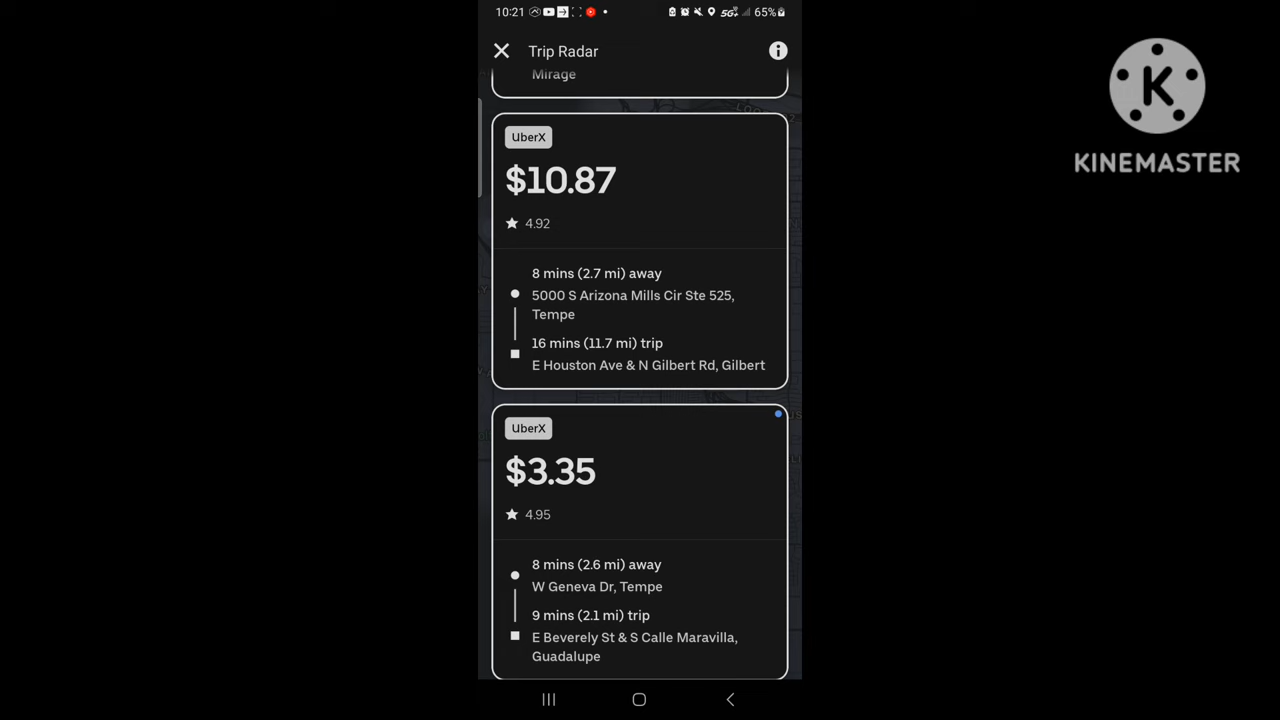 10:21
5G
65%
Trip Radar
Mirage
UberX
$10.87
4.92
8 mins (2.7 mi) away
5000 S Arizona Mills Cir Ste 525,
Tempe
16 mins (11.7 mi) trip
E Houston Ave & N Gilbert Rd, Gilbert
UberX
$3.35
4.95
8 mins (2.6 mi) away
W Geneva Dr, Tempe
9 mins (2.1 mi) trip
E Beverely St & S Calle Maravilla,
Guadalupe
K
KINEMASTER